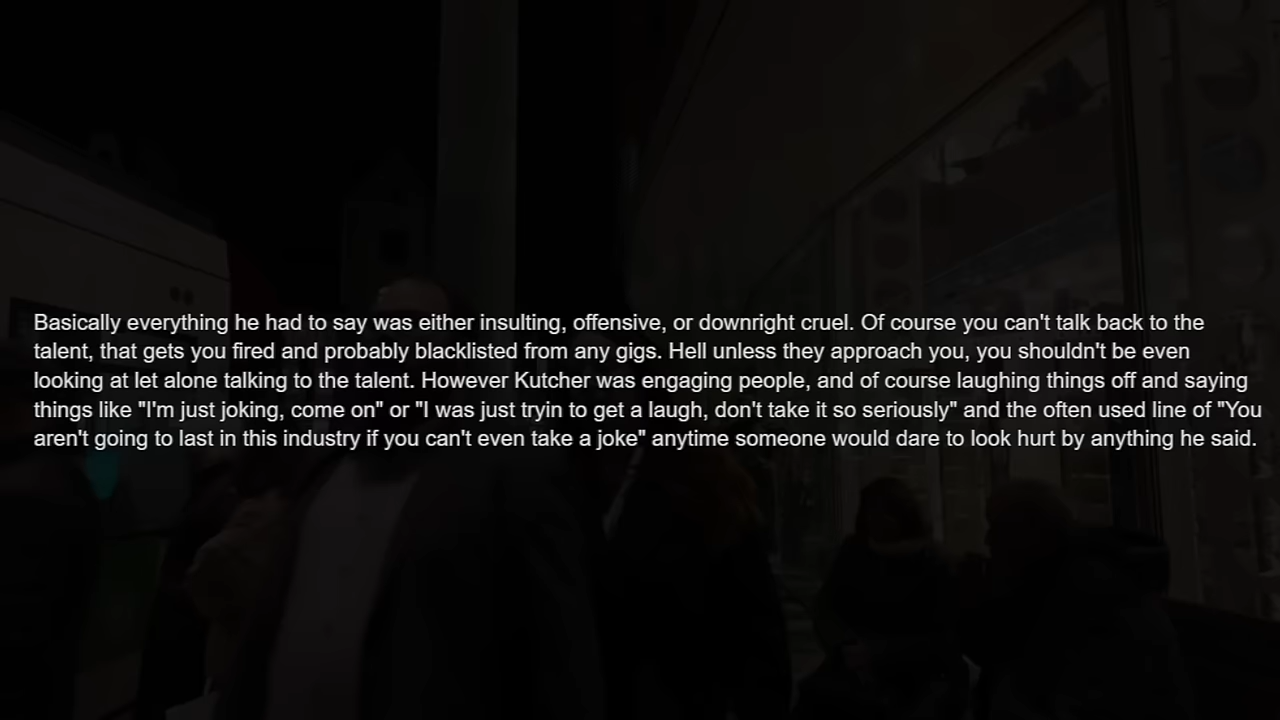 Basically everything he had to say was either insulting, offensive, or downright cruel. Of course you can't talk back to the
talent, that gets you fired and probably blacklisted from any gigs. Hell unless they approach you, you shouldn't be even
looking at let alone talking to the talent. However Kutcher was engaging people, and of course laughing things off and saying
things like "I'm just joking, come on" or "I was just tryin to get a laugh, don't take it so seriously" and the often used line of "You
aren't going to last in this industry if you can't even take a joke" anytime someone would dare to look hurt by anything he said.